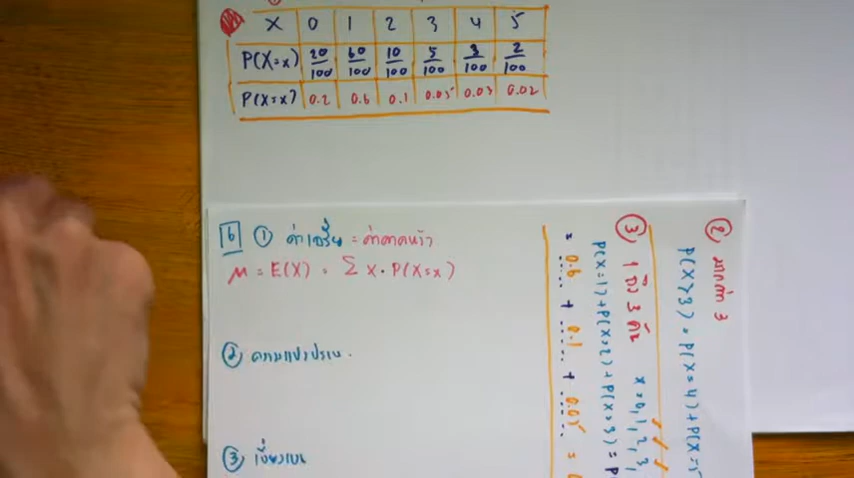 X 0 1 2 3 4 5
P(X=x) 20/100 60/100 10/100 5/100 3/100 2/100
P(X=x) 0.2 0.6 0.1 0.05 0.03 0.02
6 ① ค่าเฉลี่ย = ค่าคาดหวัง
μ = E(X) = Σ x · P(X=x)
② ความแปรปรวน .
③ เบี่ยงเบน
② มากกว่า 3
P(X>3) = P(X=4)+P(X=5
③ 1 ถึง 3 คัน x=0,1,2,3,
P(X=1)+P(X=2)+P(X=3) = P
= 0.6 + 0.1 + 0.05 =